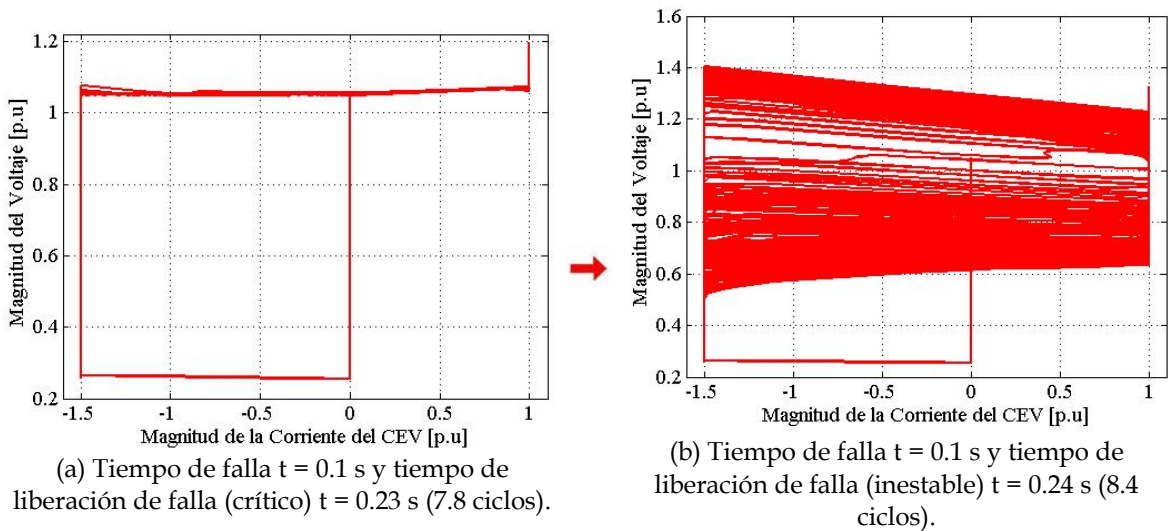 1.2
1
0.8
0.6
0.4
0.2
Magnitud del Voltaje [p.u]
-1.5 -1 -0.5 0 0.5 1
Magnitud de la Corriente del CEV [p.u]
(a) Tiempo de falla t = 0.1 s y tiempo de
liberación de falla (crítico) t = 0.23 s (7.8 ciclos).
1.6
1.4
1.2
1
0.8
0.6
0.4
0.2
Magnitud del Voltaje [p.u]
-1.5 -1 -0.5 0 0.5 1
Magnitud de la Corriente del CEV [p.u]
(b) Tiempo de falla t = 0.1 s y tiempo de
liberación de falla (inestable) t = 0.24 s (8.4
ciclos).